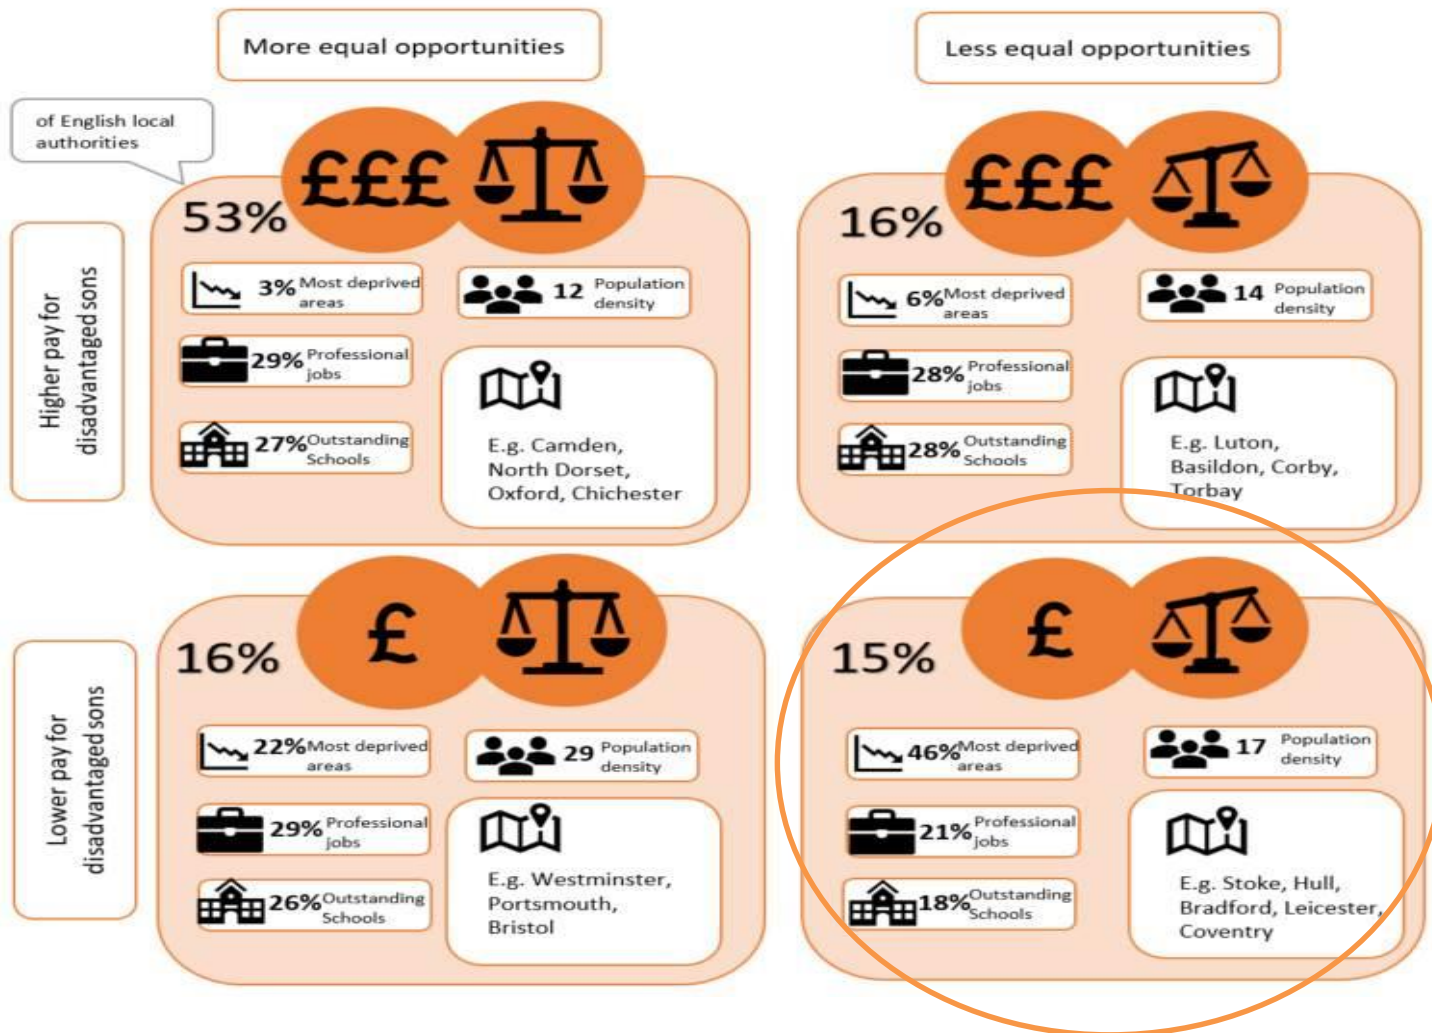 More equal opportunities
Less equal opportunities
of English local
authorities
Higher pay for
disadvantaged sons
53%
£££
3% Most deprived
areas
12 Population
density
29% Professional
jobs
27% Outstanding
Schools
E.g. Camden,
North Dorset,
Oxford, Chichester
16%
£££
6% Most deprived
areas
14 Population
density
28% Professional
jobs
28% Outstanding
Schools
E.g. Luton,
Basildon, Corby,
Torbay
Lower pay for
disadvantaged sons
16%
£
22% Most deprived
areas
29 Population
density
29% Professional
jobs
26% Outstanding
Schools
E.g. Westminster,
Portsmouth,
Bristol
15%
£
46% Most deprived
areas
17 Population
density
21% Professional
jobs
18% Outstanding
Schools
E.g. Stoke, Hull,
Bradford, Leicester,
Coventry